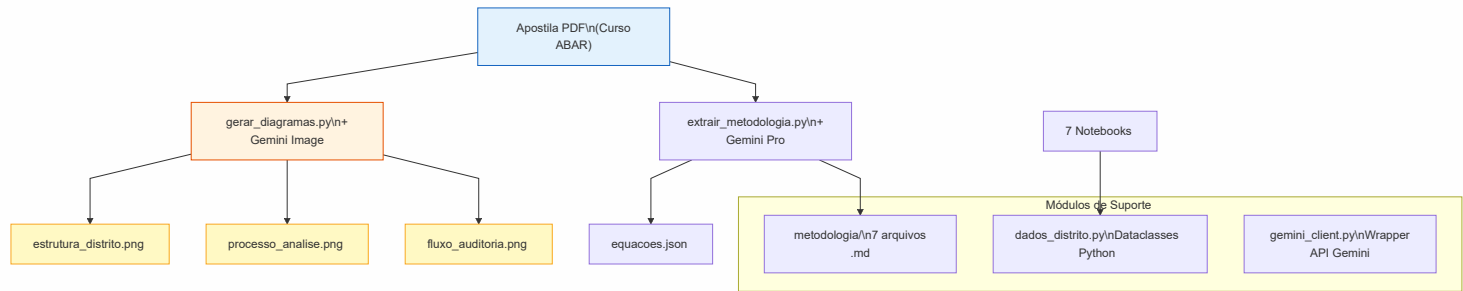 Apostila PDF\n(Curso
ABAR)
gerar_diagramas.py\n+
Gemini Image
extrair_metodologia.py\n+
Gemini Pro
7 Notebooks
Módulos de Suporte
estrutura_distrito.png
processo_analise.png
fluxo_auditoria.png
equacoes.json
metodologia/\n7 arquivos
.md
dados_distrito.py\nDataclasses
Python
gemini_client.py\nWrapper
API Gemini